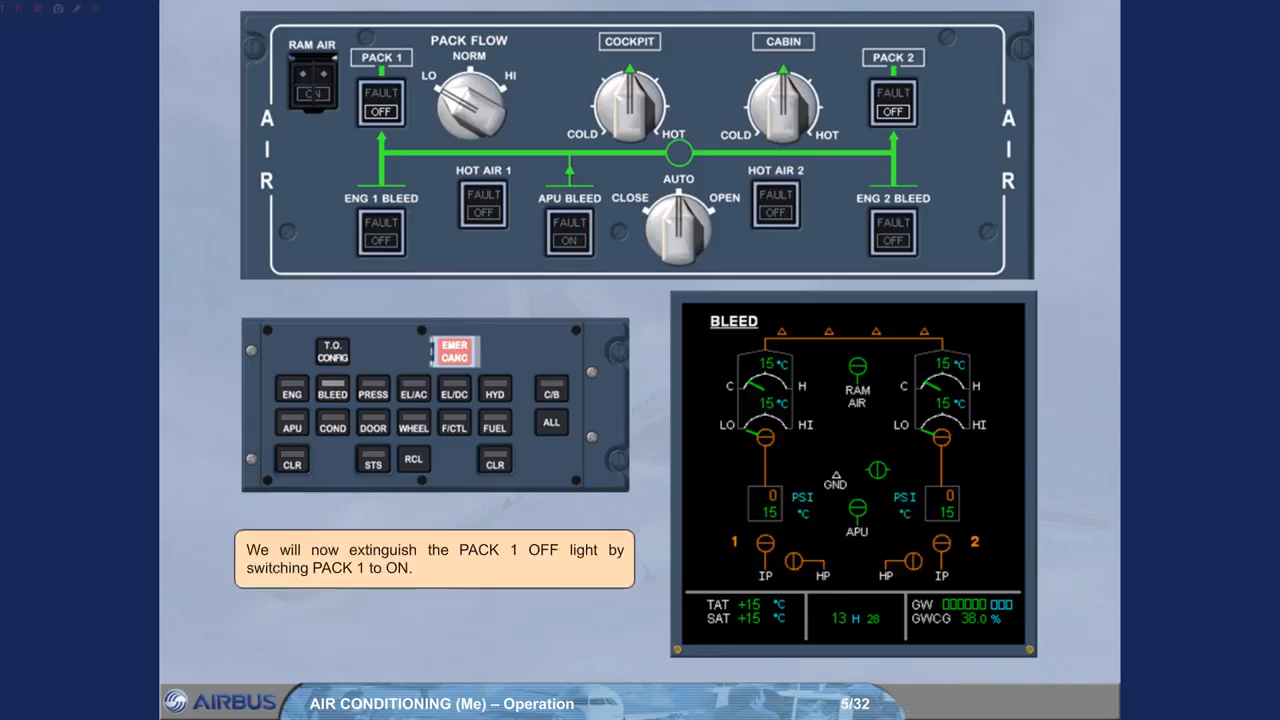 RAM AIR
ON
PACK 1
FAULT
OFF
PACK FLOW
NORM
LO
HI
COCKPIT
COLD
HOT
CABIN
COLD
HOT
PACK 2
FAULT
OFF
A
I
R
A
I
R
ENG 1 BLEED
FAULT
OFF
HOT AIR 1
FAULT
OFF
APU BLEED
FAULT
ON
AUTO
CLOSE
OPEN
HOT AIR 2
FAULT
OFF
ENG 2 BLEED
FAULT
OFF
T.O.
CONFIG
EMER
CANC
ENG
BLEED
PRESS
EL/AC
EL/DC
HYD
C/B
APU
COND
DOOR
WHEEL
F/CTL
FUEL
ALL
CLR
STS
RCL
CLR
BLEED
15 °C
C
H
15 °C
LO
HI
RAM
AIR
15 °C
C
H
15 °C
LO
HI
GND
APU
0
15
PSI
°C
PSI
°C
0
15
1
2
IP
HP
HP
IP
TAT +15 °C
SAT +15 °C
13 H 28
GW
GWCG 38.0 %
We will now extinguish the PACK 1 OFF light by
switching PACK 1 to ON.
AIRBUS
AIR CONDITIONING (Me) – Operation
5/32